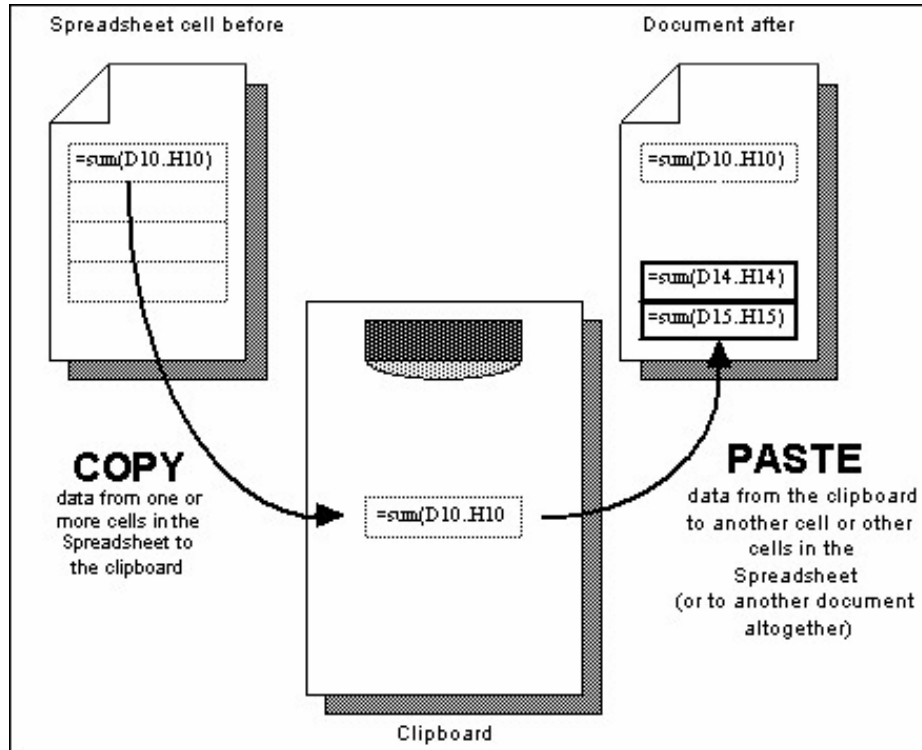 Spreadsheet cell before
Document after
=sum(D10..H10)
=sum(D10..H10)
=sum(D14..H14)
=sum(D15..H15)
COPY
data from one or
more cells in the
Spreadsheet to
the clipboard
=sum(D10..H10
PASTE
data from the clipboard
to another cell or other
cells in the
Spreadsheet
(or to another document
altogether)
Clipboard